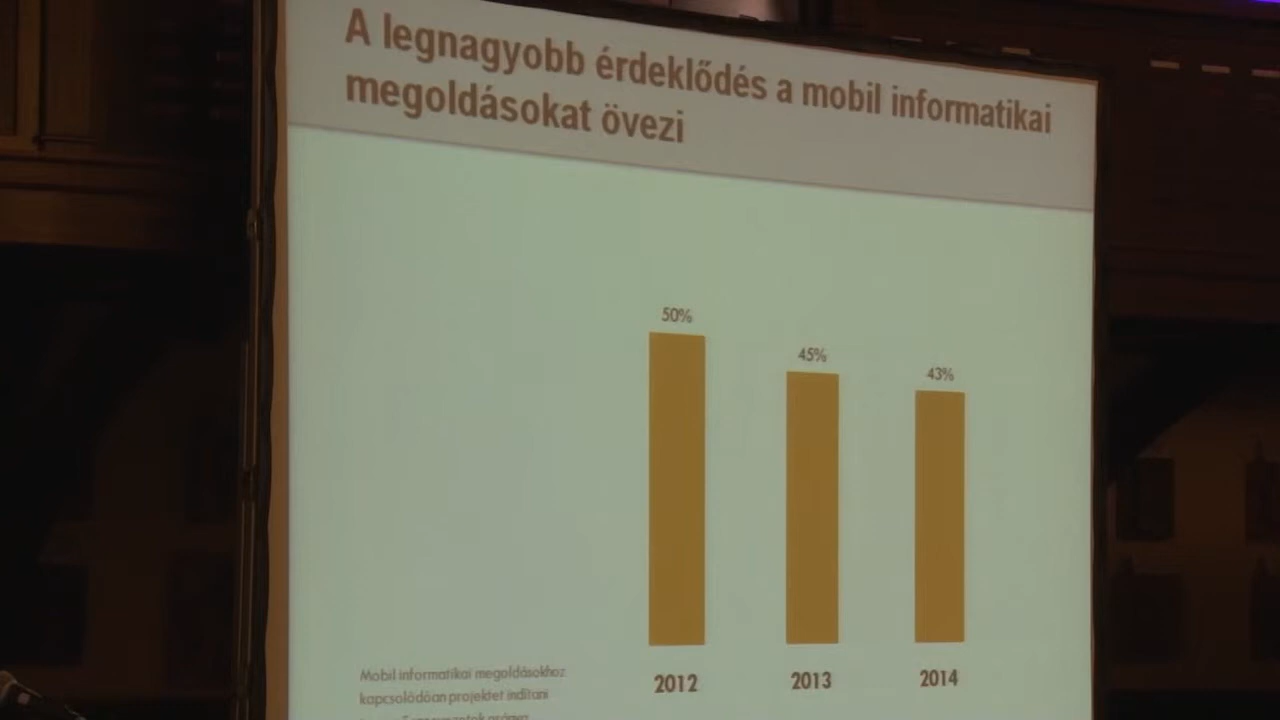 A legnagyobb érdeklődés a mobil informatikai
megoldásokat övezi
50%
45%
43%
2012
2013
2014
Mobil informatikai megoldásokhoz
kapcsolódóan projektet indítani